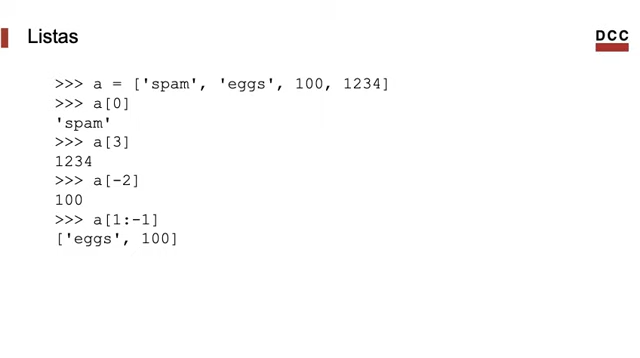 Listas
DCC
>>> a = ['spam', 'eggs', 100, 1234]
>>> a[0]
'spam'
>>> a[3]
1234
>>> a[-2]
100
>>> a[1:-1]
['eggs', 100]